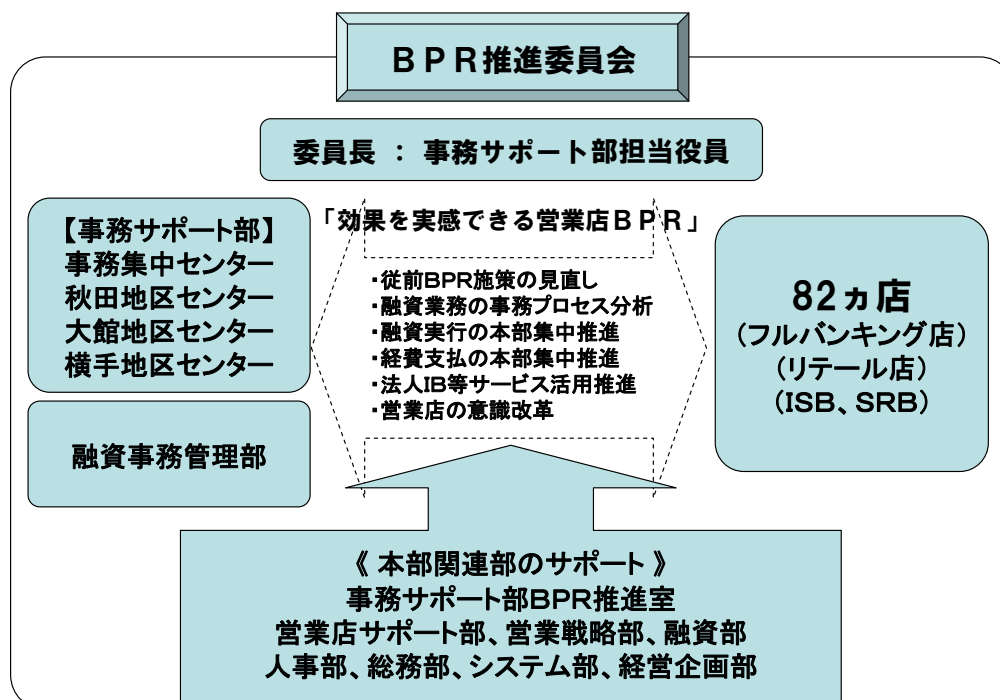 BPR推進委員会
委員長 : 事務サポート部担当役員
【事務サポート部】
事務集中センター
秋田地区センター
大館地区センター
横手地区センター
融資事務管理部
「効果を実感できる営業店BPR」
・従前BPR施策の見直し
・融資業務の事務プロセス分析
・融資実行の本部集中推進
・経費支払の本部集中推進
・法人IB等サービス活用推進
・営業店の意識改革
82ヵ店
(フルバンキング店)
(リテール店)
(ISB、SRB)
《 本部関連部のサポート 》
事務サポート部BPR推進室
営業店サポート部、営業戦略部、融資部
人事部、総務部、システム部、経営企画部